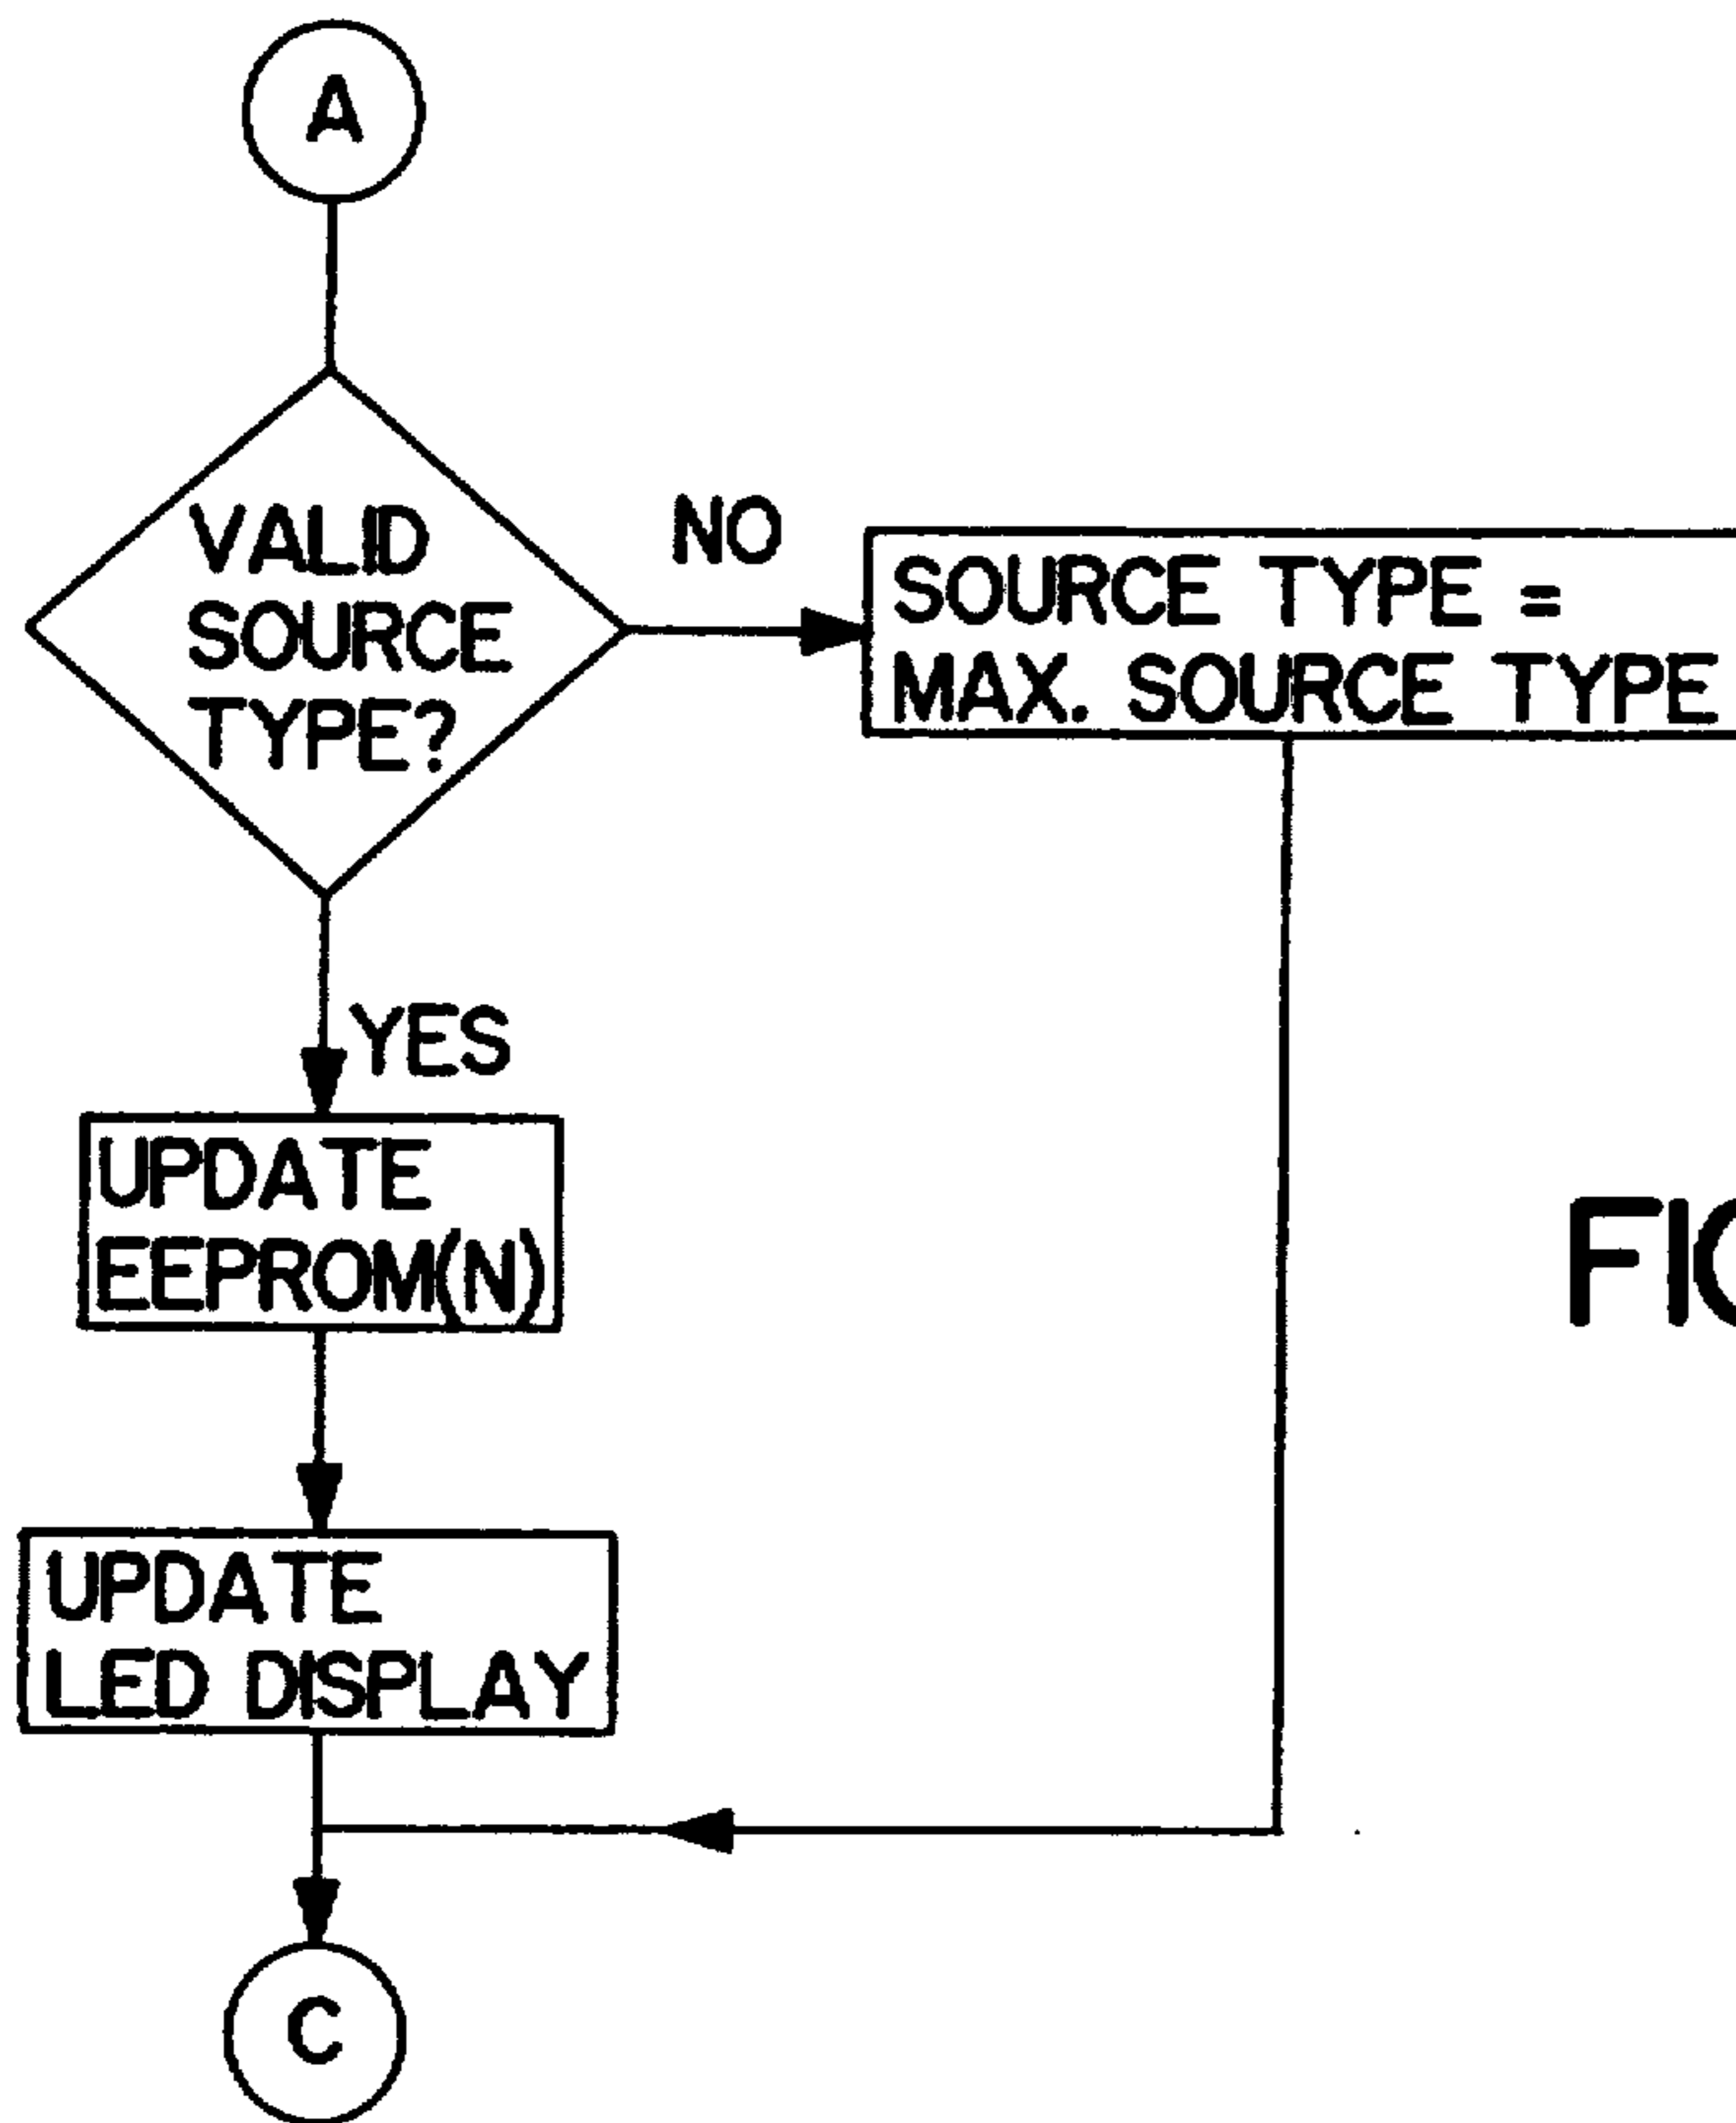 A
VALID
SOURCE
TYPE?
NO
SOURCE TYPE =
MAX. SOURCE TYPE
YES
UPDATE
EEPROM(N)
UPDATE
LED DISPLAY
C